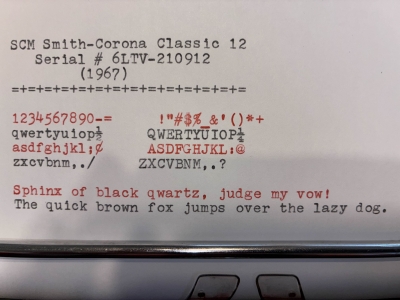 SCM Smith-Corona Classic 12
Serial # 6LTV-210912
(1967)
=+=+=+=+=+=+=+=+=+=+=+=+=+=
1234567890-= !"#$%_&'()*+
qwertyuiop½ QWERTYUIOP¼
asdfghjkl;¢ ASDFGHJKL:@
zxcvbnm,./ ZXCVBNM,.?
Sphinx of black qwartz, judge my vow!
The quick brown fox jumps over the lazy dog.